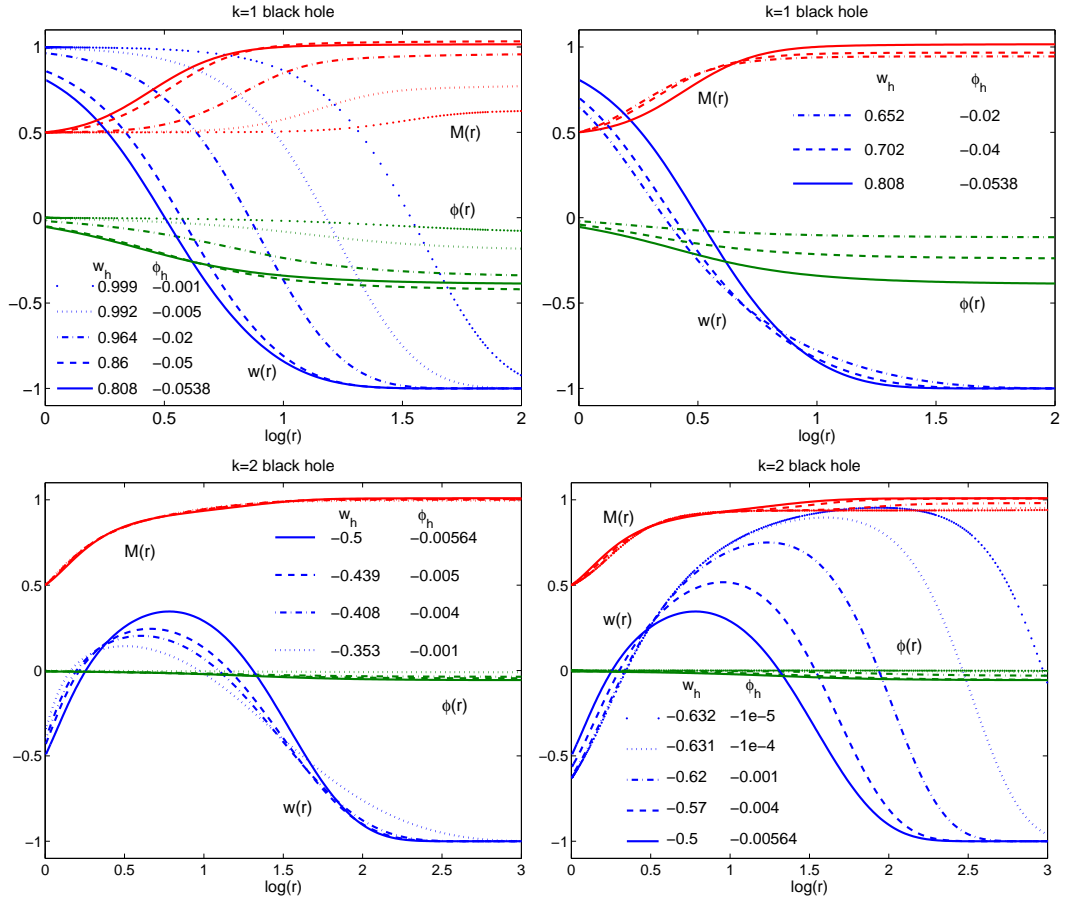 k=1 black hole
1
0.5
0
−0.5
−1
M(r)
ϕ(r)
w_h ϕ_h
0.999 −0.001
0.992 −0.005
0.964 −0.02
0.86 −0.05
0.808 −0.0538
w(r)
0 0.5 1 1.5 2
log(r)
k=1 black hole
1
0.5
0
−0.5
−1
M(r)
w_h ϕ_h
0.652 −0.02
0.702 −0.04
0.808 −0.0538
w(r)
ϕ(r)
0 0.5 1 1.5 2
log(r)
k=2 black hole
1
0.5
0
−0.5
−1
M(r)
w_h ϕ_h
−0.5 −0.00564
−0.439 −0.005
−0.408 −0.004
−0.353 −0.001
ϕ(r)
w(r)
0 0.5 1 1.5 2 2.5 3
log(r)
k=2 black hole
1
0.5
0
−0.5
−1
M(r)
w(r)
ϕ(r)
w_h ϕ_h
−0.632 −1e−5
−0.631 −1e−4
−0.62 −0.001
−0.57 −0.004
−0.5 −0.00564
0 0.5 1 1.5 2 2.5 3
log(r)